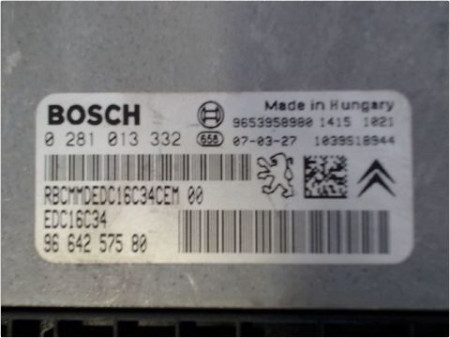 BOSCH Made in Hungary
9653958980 1415 1021
0 281 013 332 658 07-03-27 1039S18944
RBCMMDEDC16C34CEM 00
EDC16C34
96 642 575 80